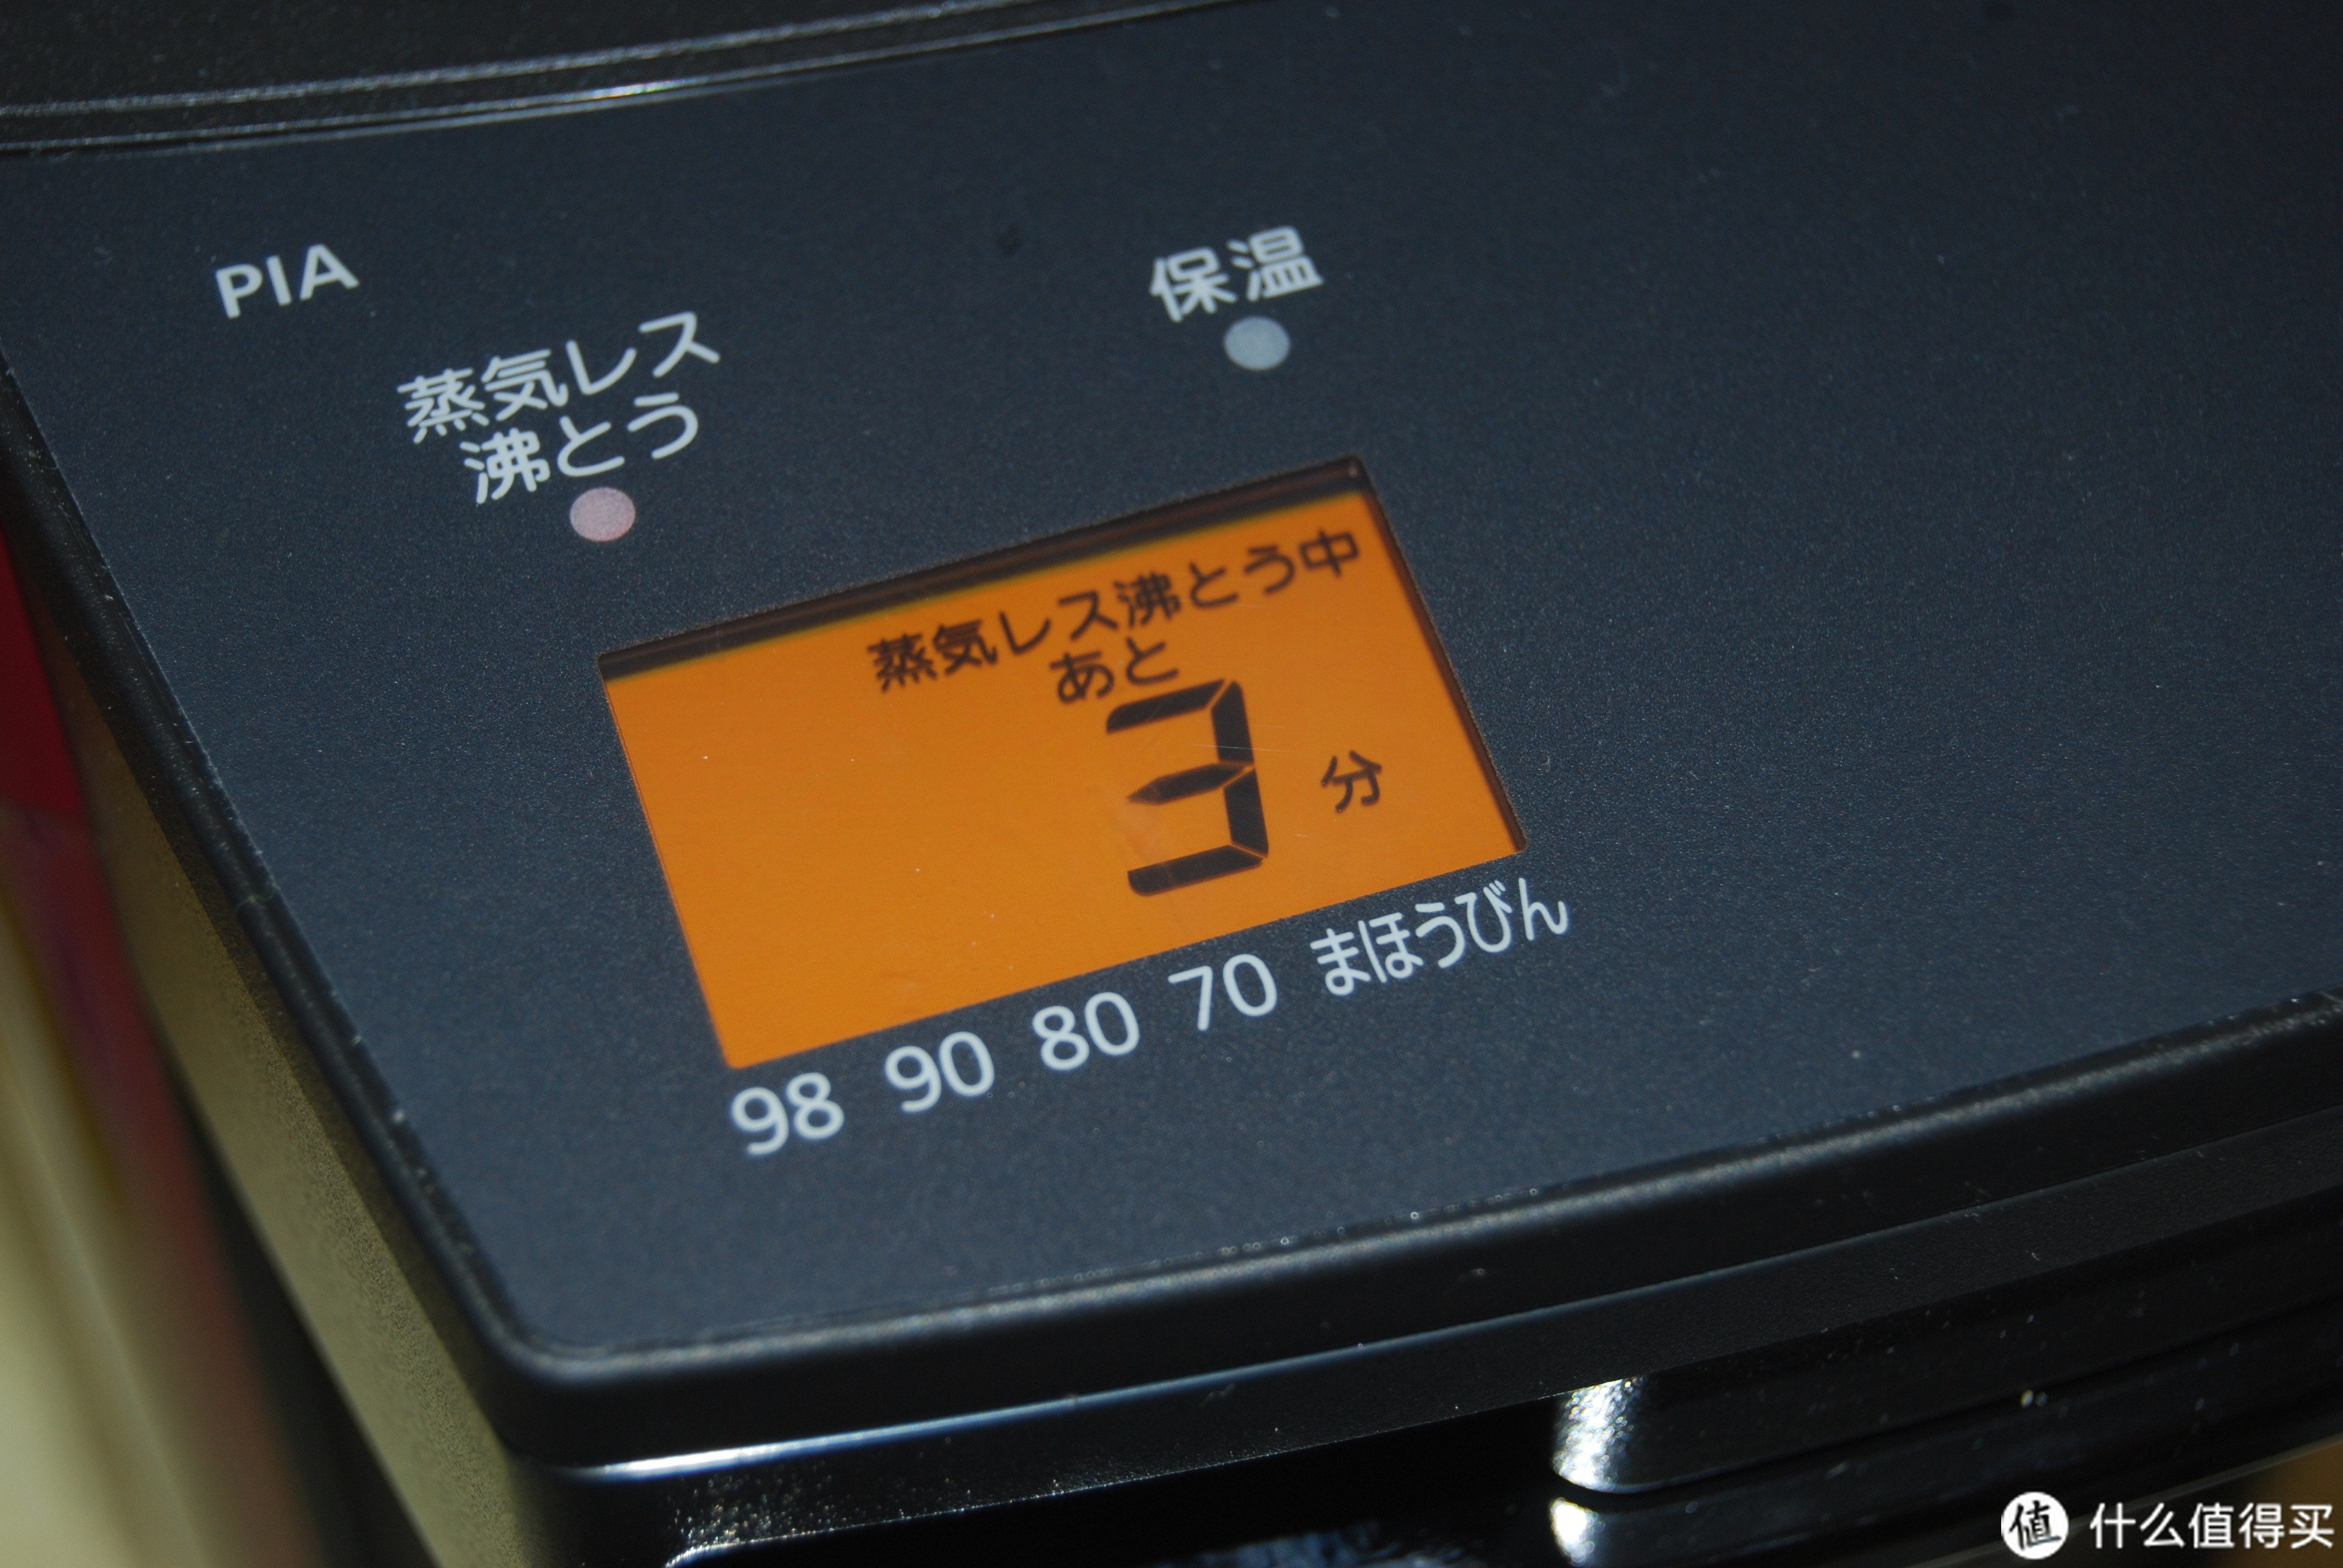 PIA
保温
蒸気レス
沸とう
蒸気レス沸とう中
あと
3 分
98 90 80 70 まほうびん
值 什么值得买